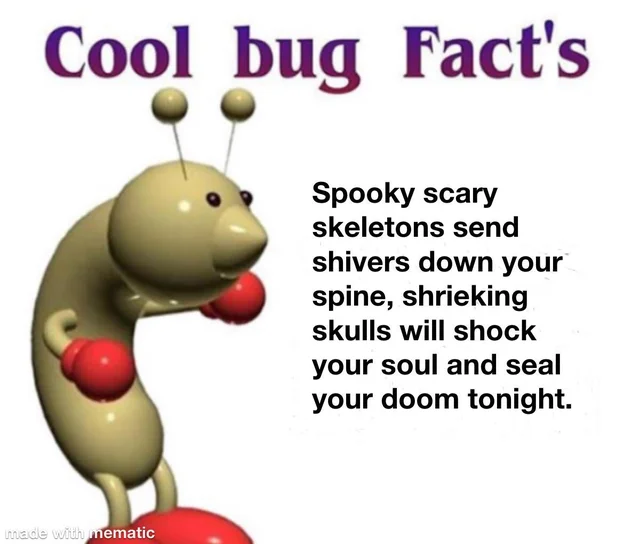 Cool bug Fact's
Spooky scary
skeletons send
shivers down your
spine, shrieking
skulls will shock
your soul and seal
your doom tonight.
made with mematic